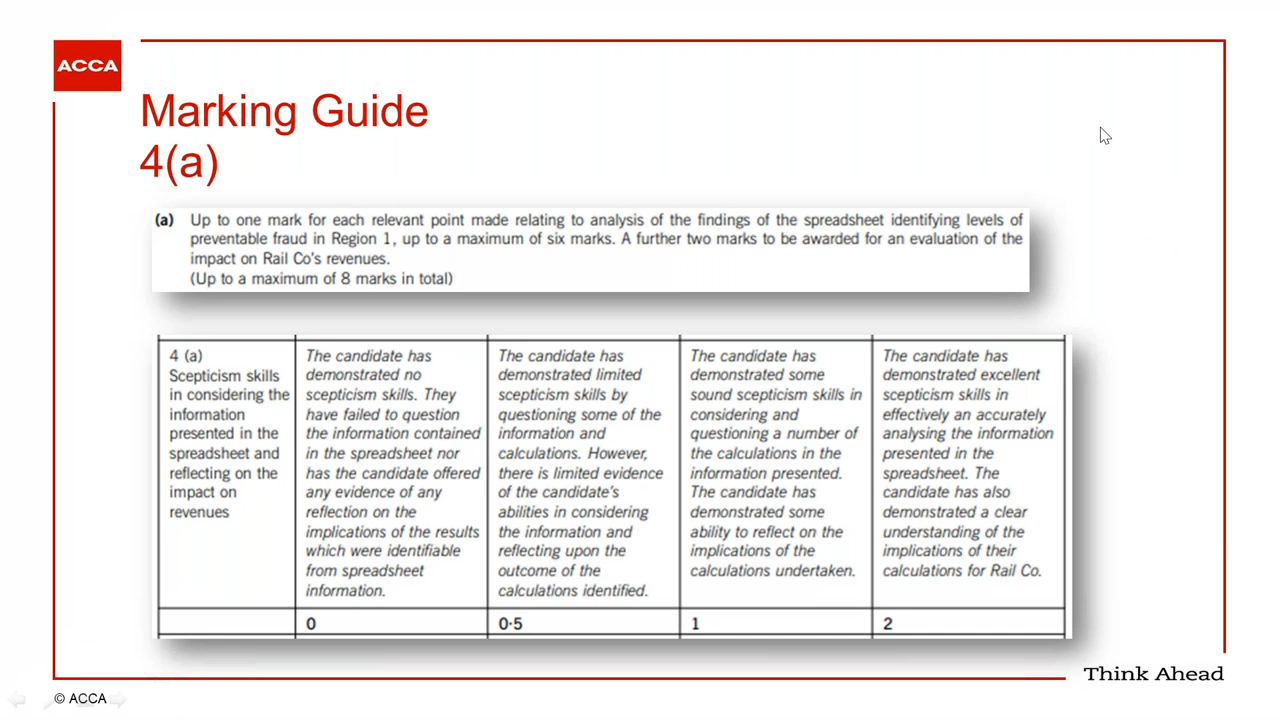 ACCA
Marking Guide
4(a)
(a) Up to one mark for each relevant point made relating to analysis of the findings of the spreadsheet identifying levels of
preventable fraud in Region 1, up to a maximum of six marks. A further two marks to be awarded for an evaluation of the
impact on Rail Co's revenues.
(Up to a maximum of 8 marks in total)
4 (a)
Scepticism skills
in considering the
information
presented in the
spreadsheet and
reflecting on the
impact on
revenues
The candidate has
demonstrated no
scepticism skills. They
have failed to question
the information contained
in the spreadsheet nor
has the candidate offered
any evidence of any
reflection on the
implications of the results
which were identifiable
from spreadsheet
information.
The candidate has
demonstrated limited
scepticism skills by
questioning some of the
information and
calculations. However,
there is limited evidence
of the candidate's
abilities in considering
the information and
reflecting upon the
outcome of the
calculations identified.
The candidate has
demonstrated some
sound scepticism skills in
considering and
questioning a number of
the calculations in the
information presented.
The candidate has
demonstrated some
ability to reflect on the
implications of the
calculations undertaken.
The candidate has
demonstrated excellent
scepticism skills in
effectively an accurately
analysing the information
presented in the
spreadsheet. The
candidate has also
demonstrated a clear
understanding of the
implications of their
calculations for Rail Co.
0
0·5
1
2
Think Ahead
© ACCA